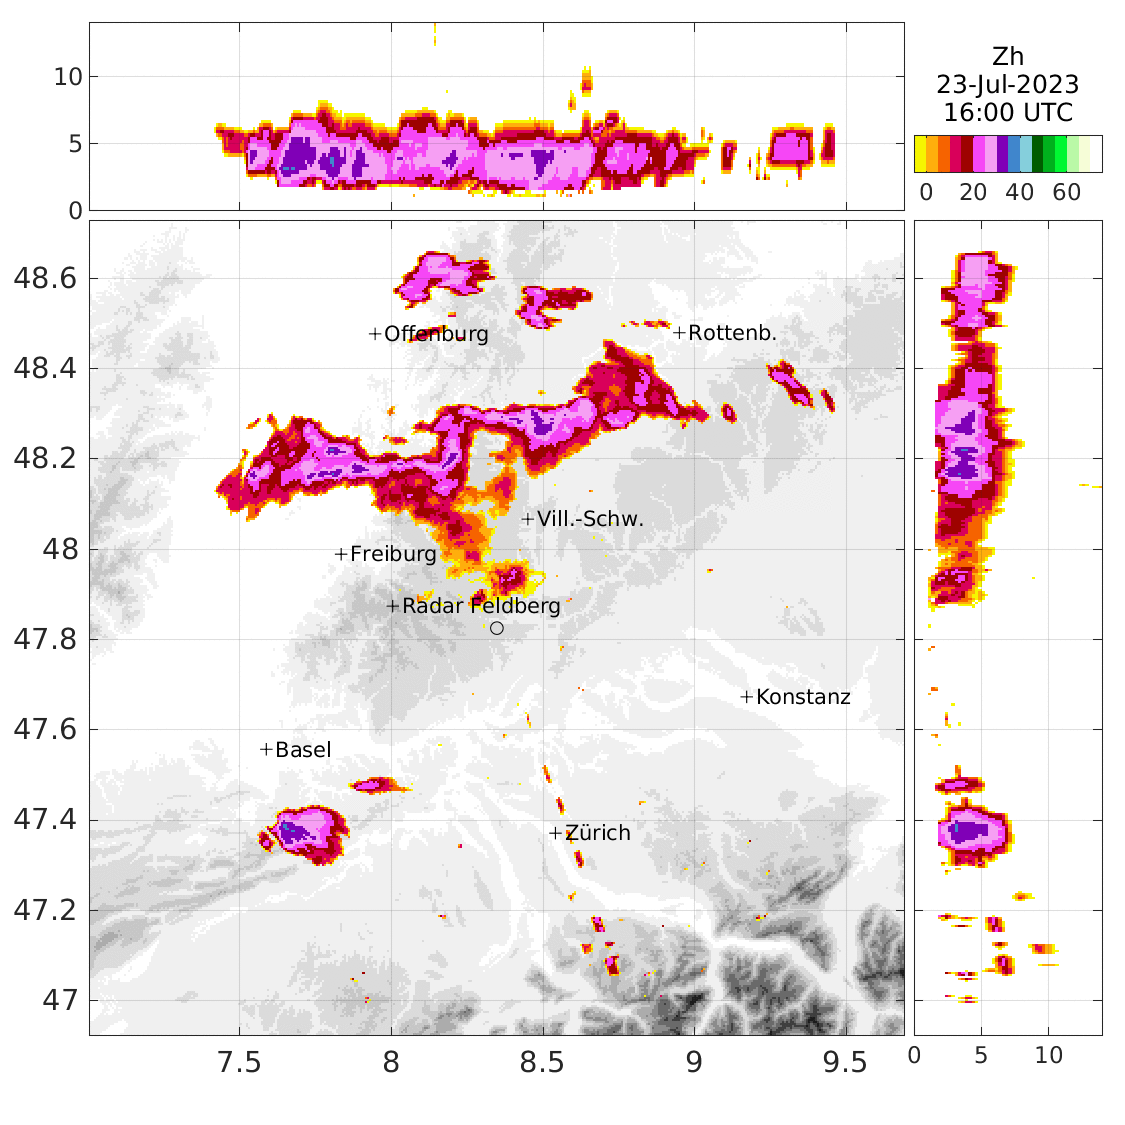 10
5
0
Zh
23-Jul-2023
16:00 UTC
0 20 40 60
48.6
48.4
48.2
48
47.8
47.6
47.4
47.2
47
+Offenburg
+Rottenb.
+Vill.-Schw.
+Freiburg
+Radar Feldberg
+Konstanz
+Basel
+Zürich
7.5 8 8.5 9 9.5
0 5 10